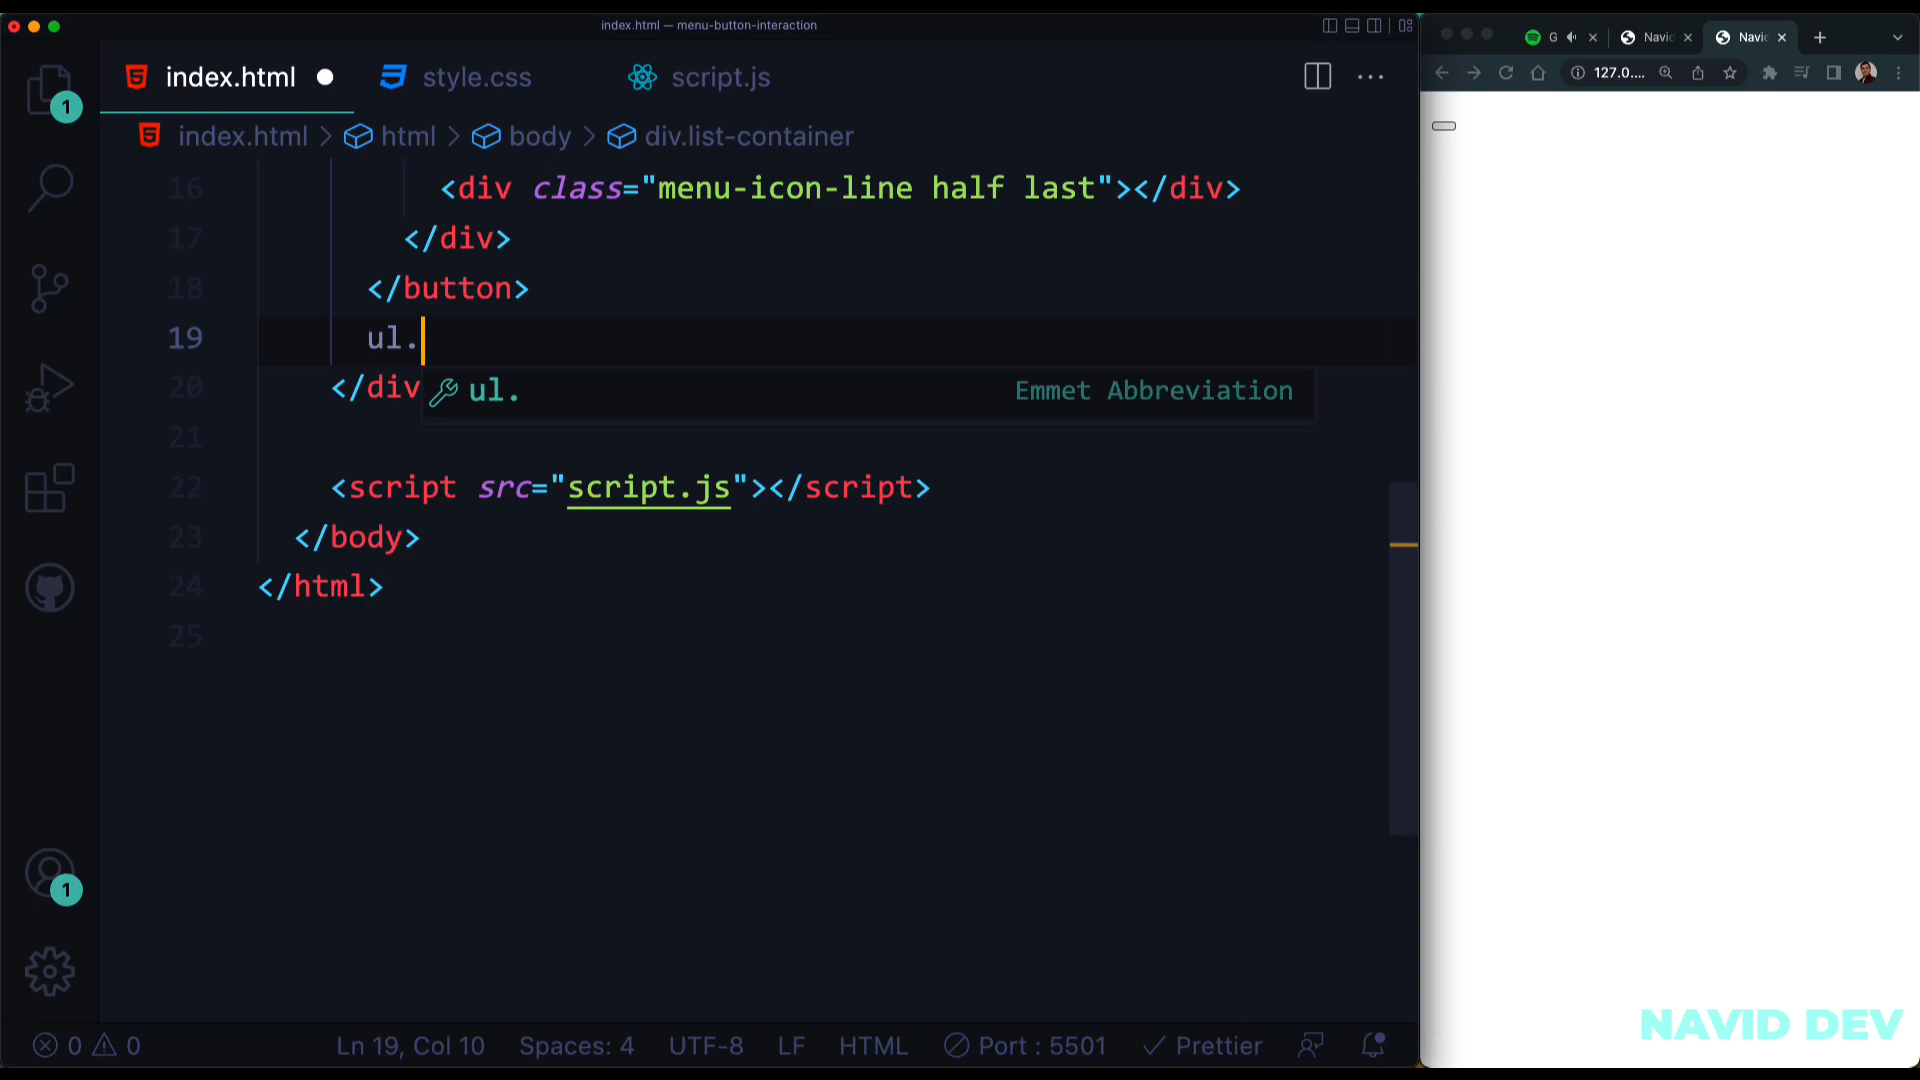 index.html — menu-button-interaction
index.html
style.css
script.js
index.html > html > body > div.list-container
16 <div class="menu-icon-line half last"></div>
17 </div>
18 </button>
19 ul.
20 </div
ul. Emmet Abbreviation
21
22 <script src="script.js"></script>
23 </body>
24 </html>
25
1
1
0 0
Ln 19, Col 10
Spaces: 4
UTF-8
LF
HTML
Port : 5501
Prettier
G
Navid
Navid
127.0....
NAVID DEV